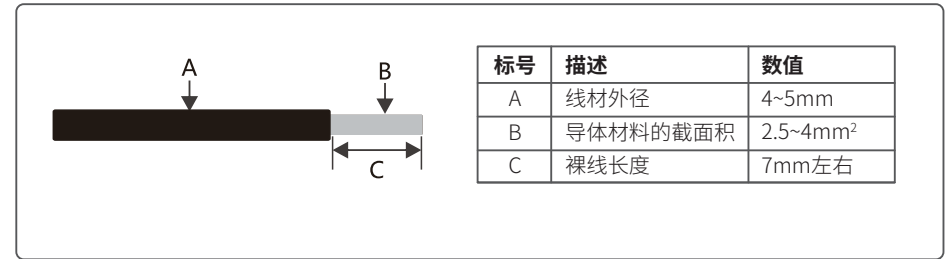 A
B
C
标号 描述 数值
A 线材外径 4~5mm
B 导体材料的截面积 2.5~4mm²
C 裸线长度 7mm左右